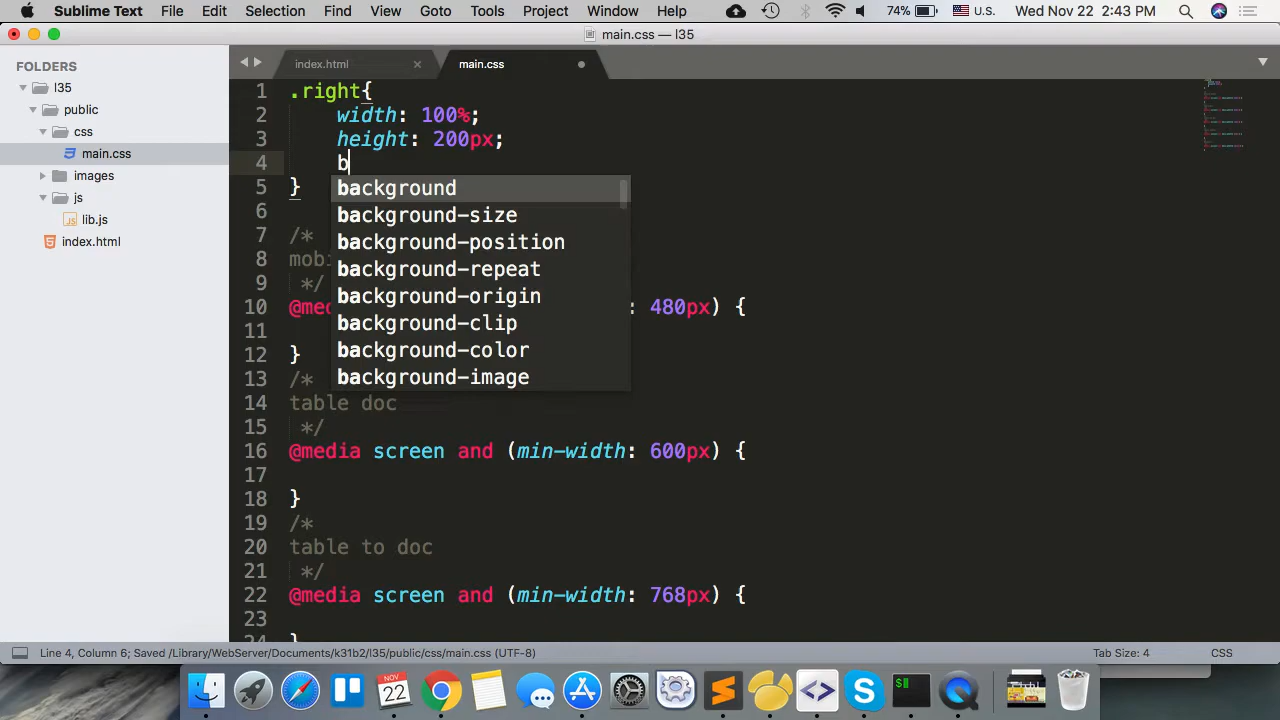 Sublime Text File Edit Selection Find View Goto Tools Project Window Help 74% U.S. Wed Nov 22 2:43 PM
main.css — l35
FOLDERS
l35
public
css
main.css
images
js
lib.js
index.html
index.html × main.css
1 .right{
2 width: 100%;
3 height: 200px;
4 b
5 }
6
7 /*
8 mobi
9 */
10 @med : 480px) {
11
12 }
13 /*
14 table doc
15 */
16 @media screen and (min-width: 600px) {
17
18 }
19 /*
20 table to doc
21 */
22 @media screen and (min-width: 768px) {
23
24 }
background
background-size
background-position
background-repeat
background-origin
background-clip
background-color
background-image
Line 4, Column 6; Saved /Library/WebServer/Documents/k31b2/l35/public/css/main.css (UTF-8) Tab Size: 4 CSS
NOV
22